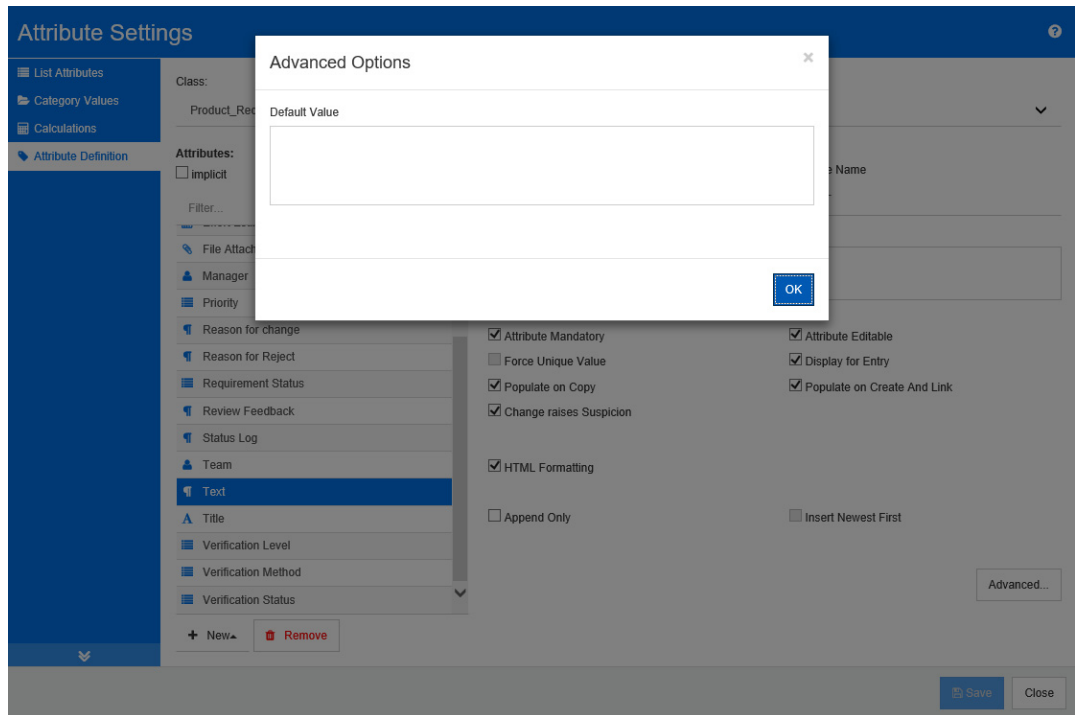 Attribute Settings
List Attributes
Category Values
Calculations
Attribute Definition
Class:
Product_Rec
Attributes:
implicit
Filter...
File Attach
Manager
Priority
Reason for change
Reason for Reject
Requirement Status
Review Feedback
Status Log
Team
Text
Title
Verification Level
Verification Method
Verification Status
New
Remove
Advanced Options
×
Default Value
OK
e Name
Attribute Mandatory
Attribute Editable
Force Unique Value
Display for Entry
Populate on Copy
Populate on Create And Link
Change raises Suspicion
HTML Formatting
Append Only
Insert Newest First
Advanced...
Save
Close